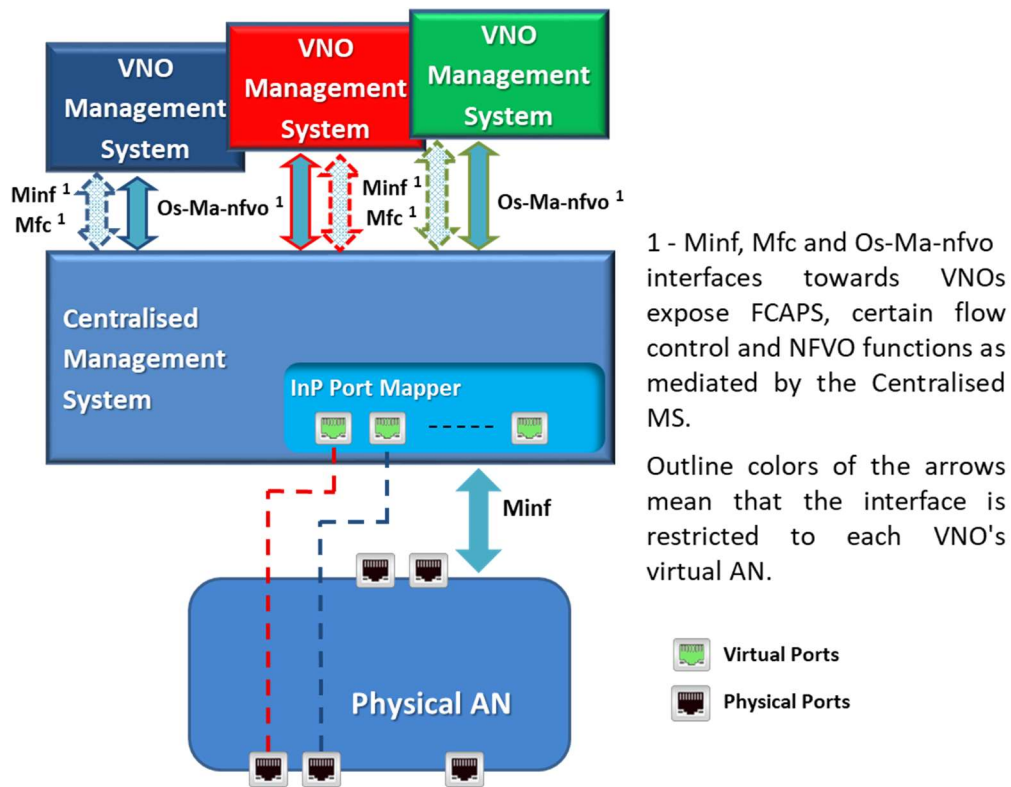 VNO
Management
System
VNO
Management
System
VNO
Management
System
Minf 1
Mfc 1
Os-Ma-nfvo 1
Minf 1
Mfc 1
Os-Ma-nfvo 1
Centralised
Management
System
InP Port Mapper
Minf
Physical AN
1 - Minf, Mfc and Os-Ma-nfvo
interfaces towards VNOs
expose FCAPS, certain flow
control and NFVO functions as
mediated by the Centralised
MS.
Outline colors of the arrows
mean that the interface is
restricted to each VNO's
virtual AN.
Virtual Ports
Physical Ports